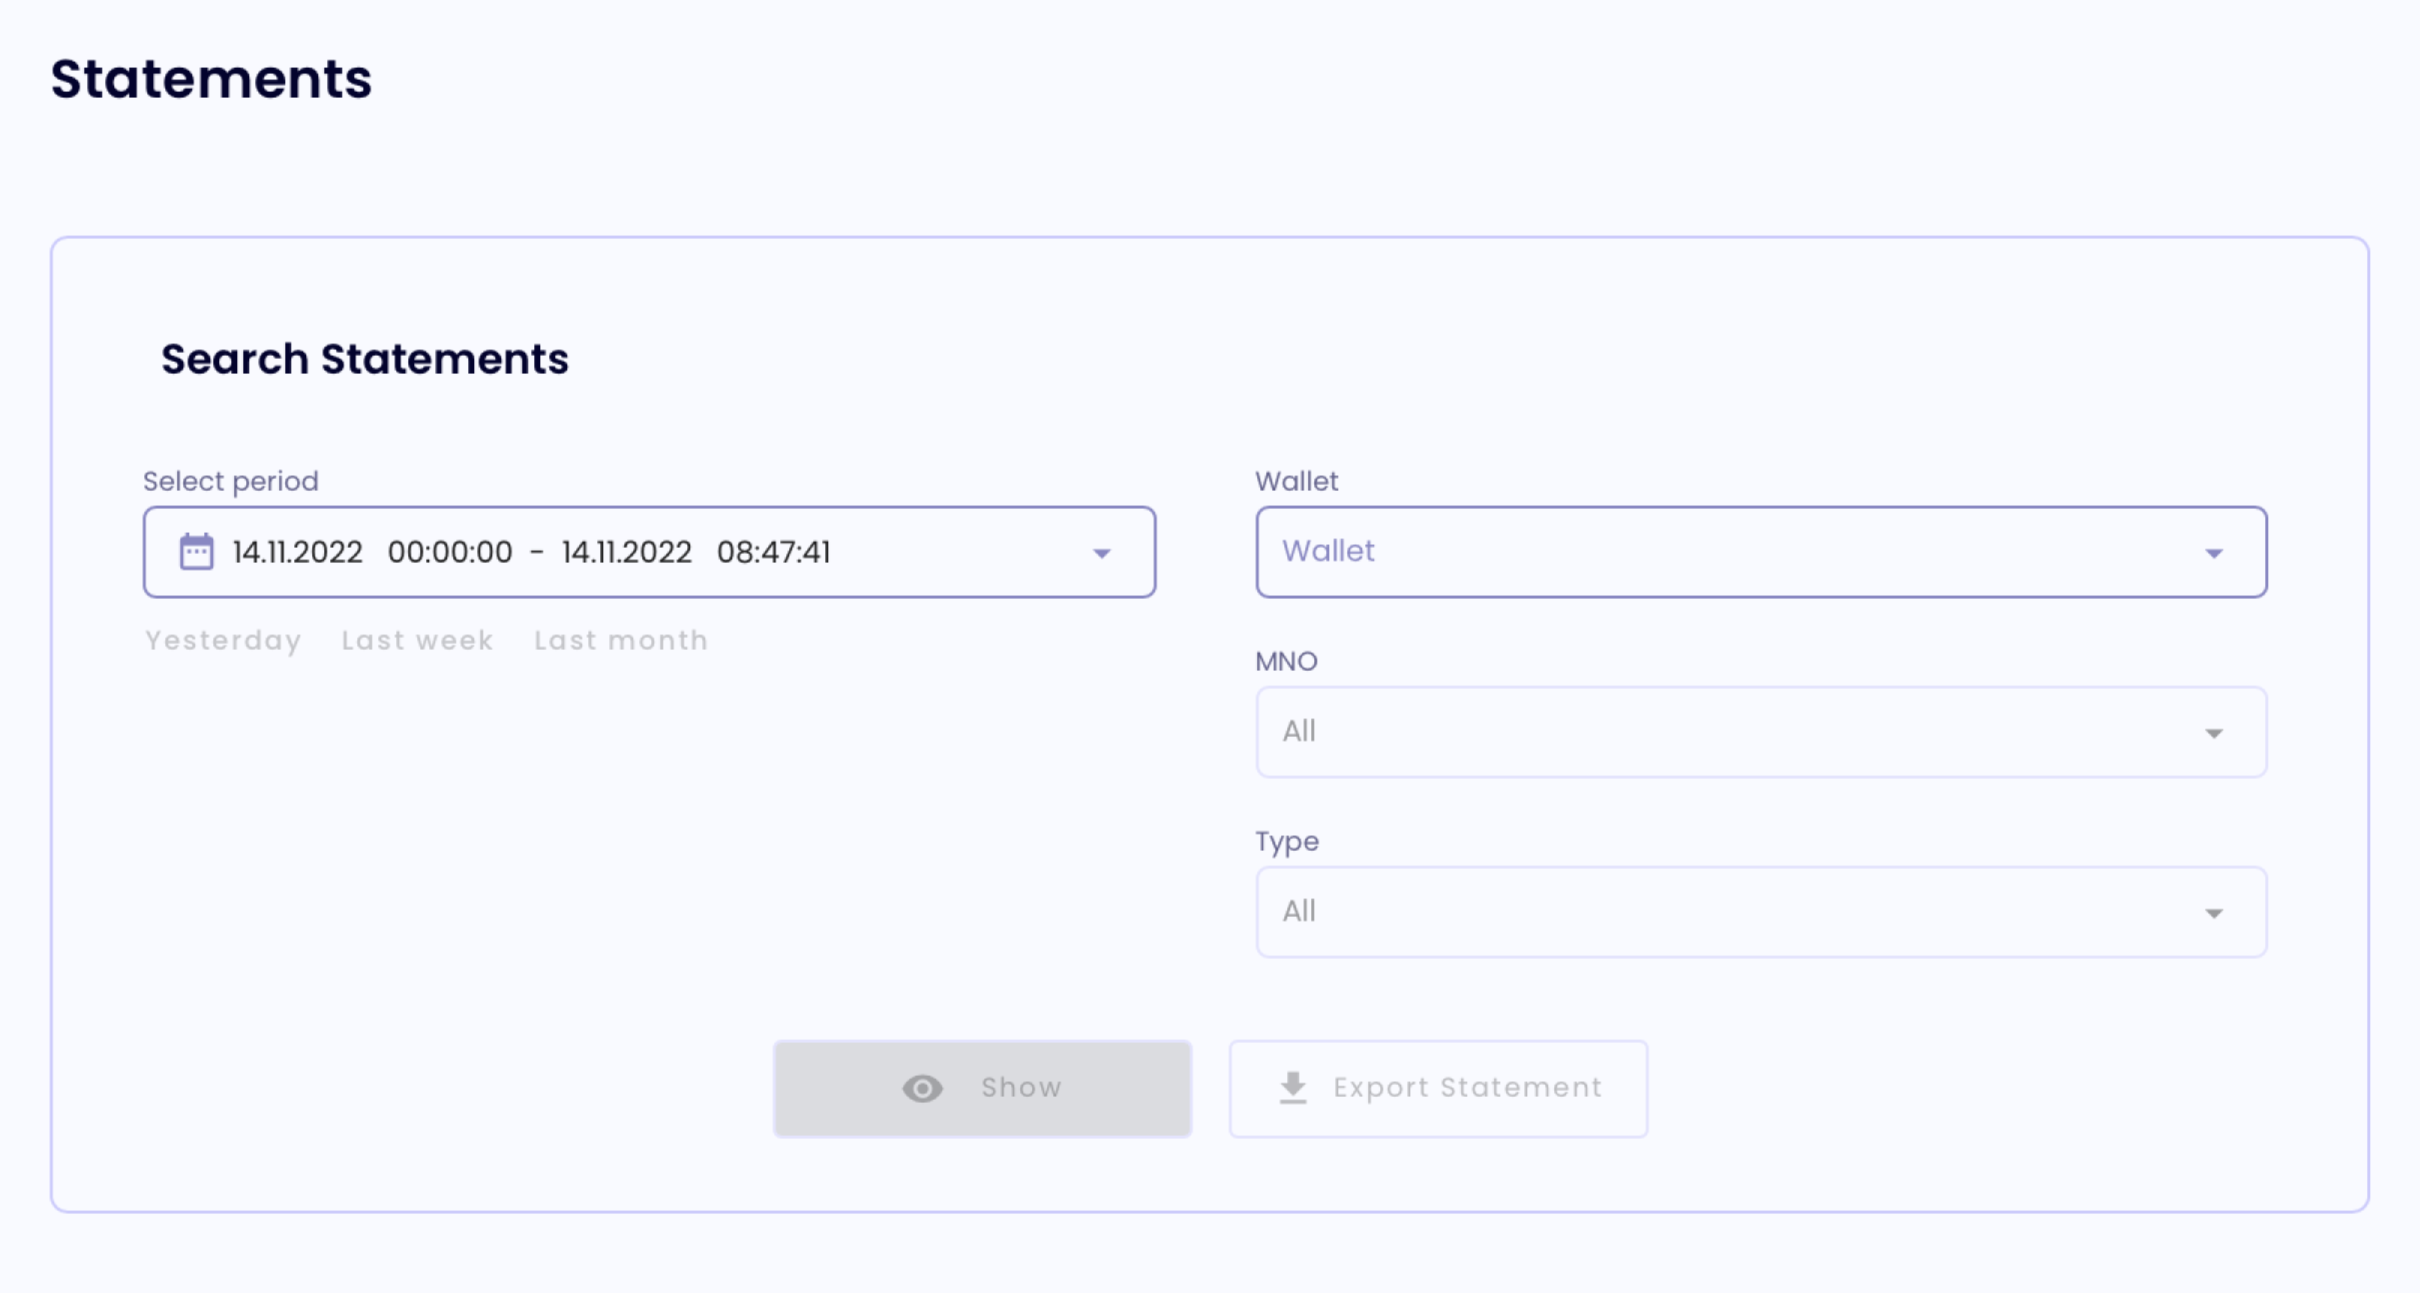 Statements
Search Statements
Select period
14.11.2022 00:00:00 - 14.11.2022 08:47:41
Yesterday Last week Last month
Wallet
Wallet
MNO
All
Type
All
Show
Export Statement